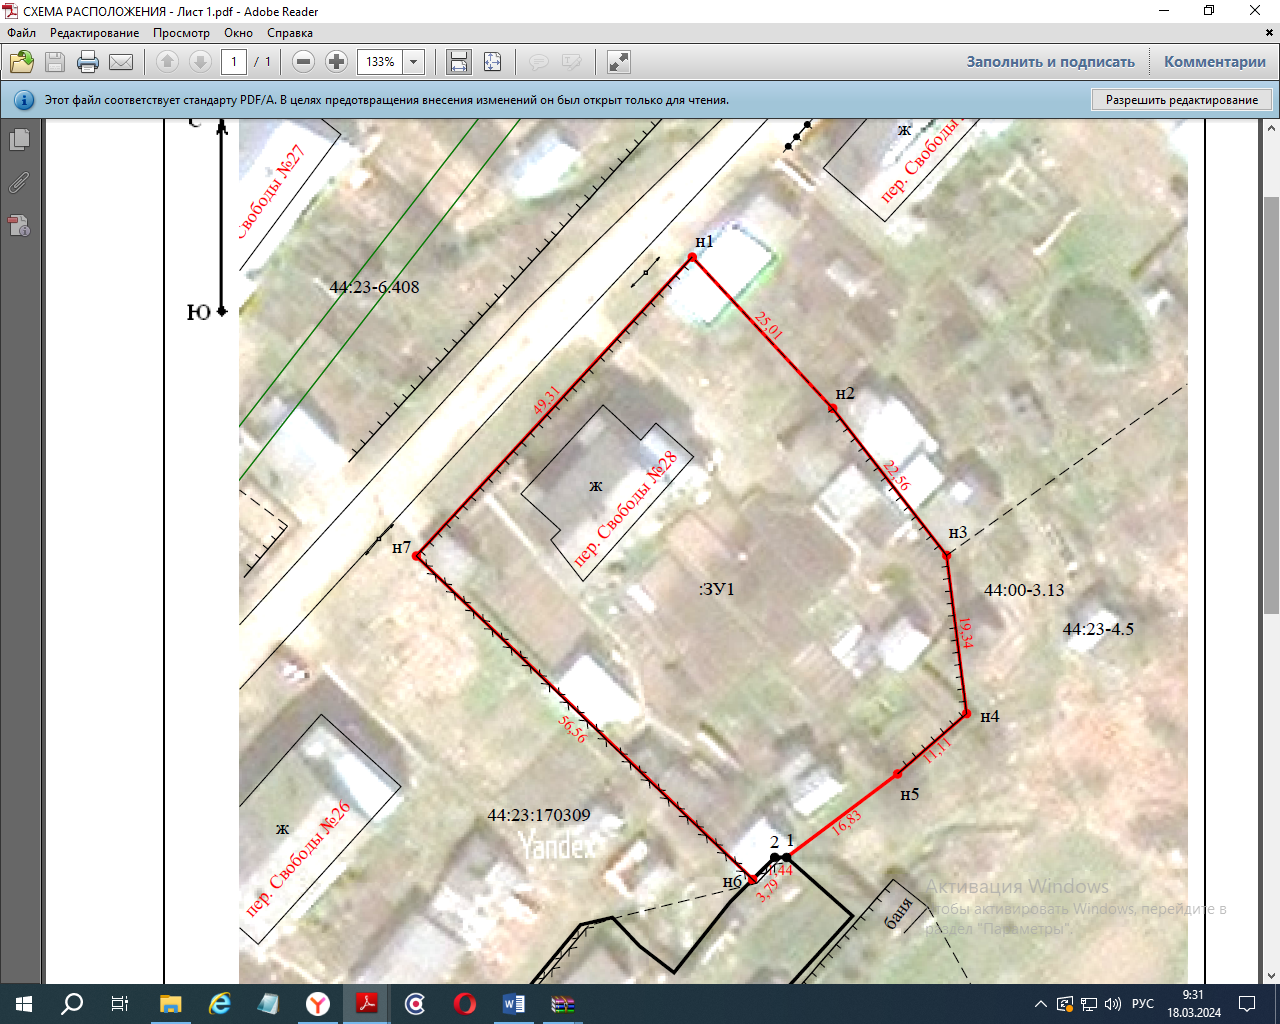 СХЕМА РАСПОЛОЖЕНИЯ - Лист 1.pdf - Adobe Reader
Файл Редактирование Просмотр Окно Справка
1 / 1 133% Заполнить и подписать Комментарии
Этот файл соответствует стандарту PDF/A. В целях предотвращения внесения изменений он был открыт только для чтения. Разрешить редактирование
Ю
Свободы №27
44:23-6.408
ж
пер. Свободы
н1
25,01
49,31
н2
22,56
ж
пер. Свободы №28
н3
н7
:ЗУ1
44:00-3.13
44:23-4.5
19,34
н4
56,56
11,11
н5
44:23:170309
Yandex
16,83
ж
пер. Свободы №26
2 1
1,44
н6
3,79
баня
Активация Windows
Чтобы активировать Windows, перейдите в
раздел "Параметры".
РУС
9:31
18.03.2024